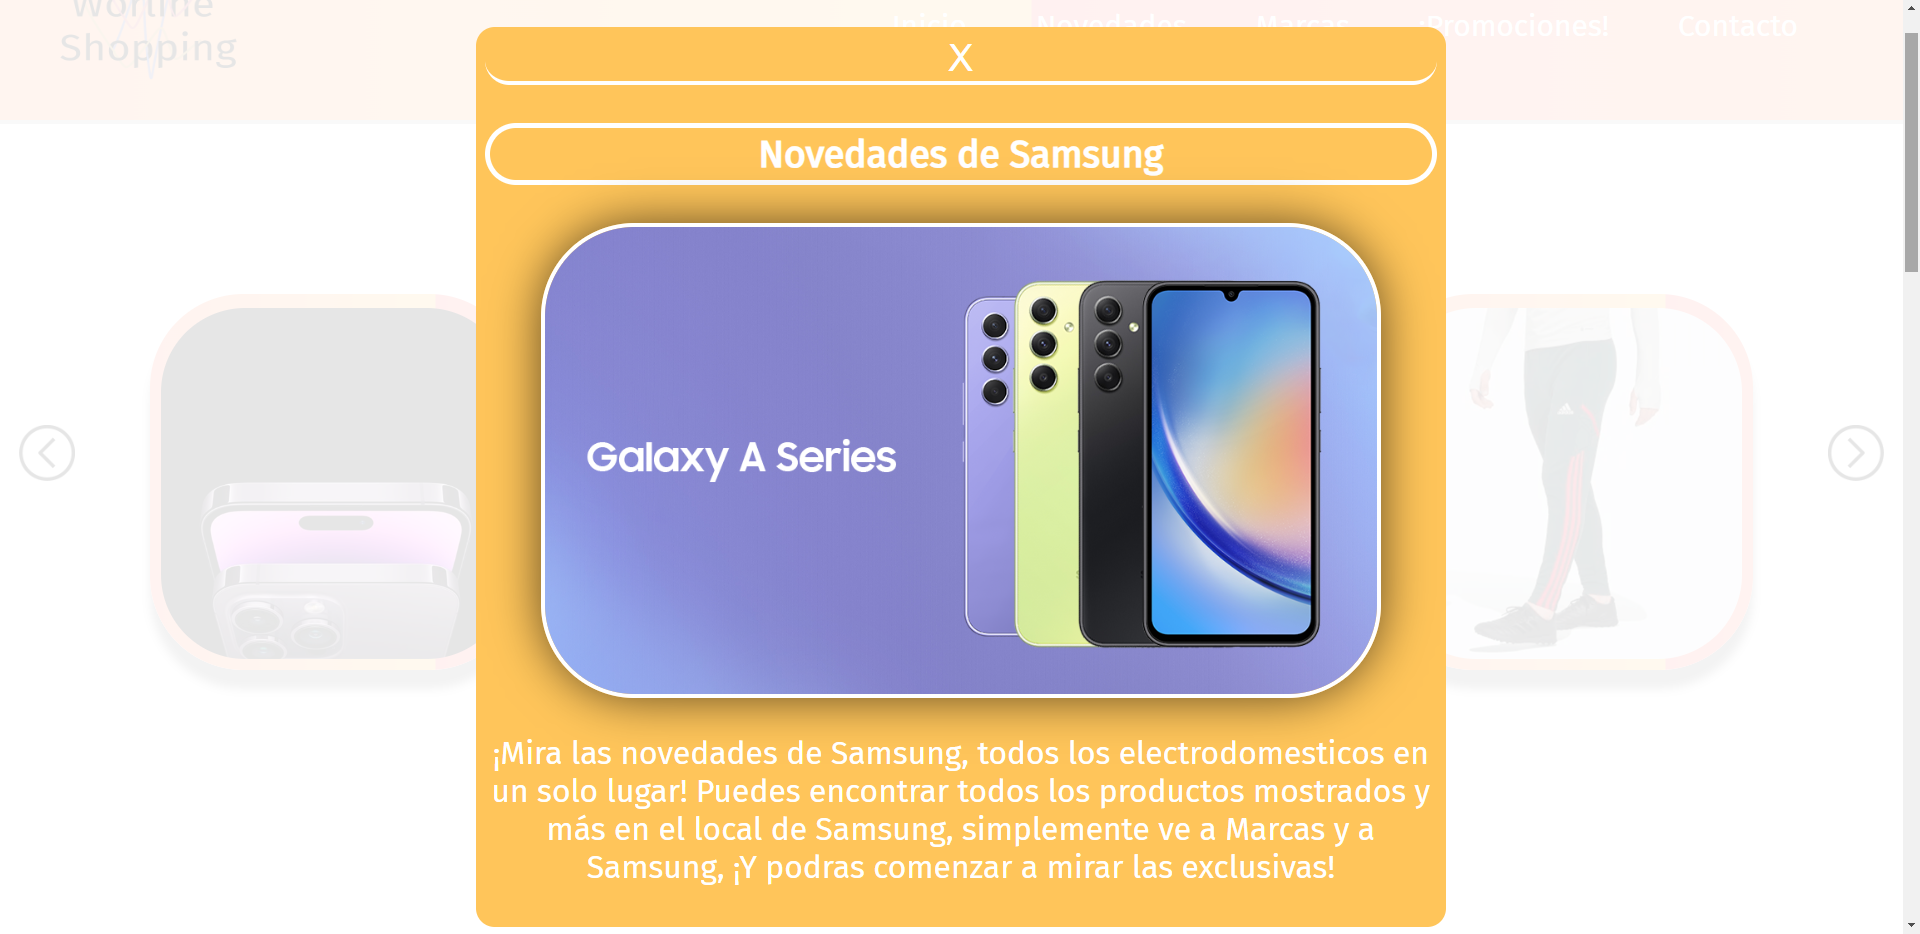 Worline
Shopping
Inicio
Novedades
Marcas
¡Promociones!
Contacto
X
Novedades de Samsung
Galaxy A Series
¡Mira las novedades de Samsung, todos los electrodomesticos en
un solo lugar! Puedes encontrar todos los productos mostrados y
más en el local de Samsung, simplemente ve a Marcas y a
Samsung, ¡Y podras comenzar a mirar las exclusivas!